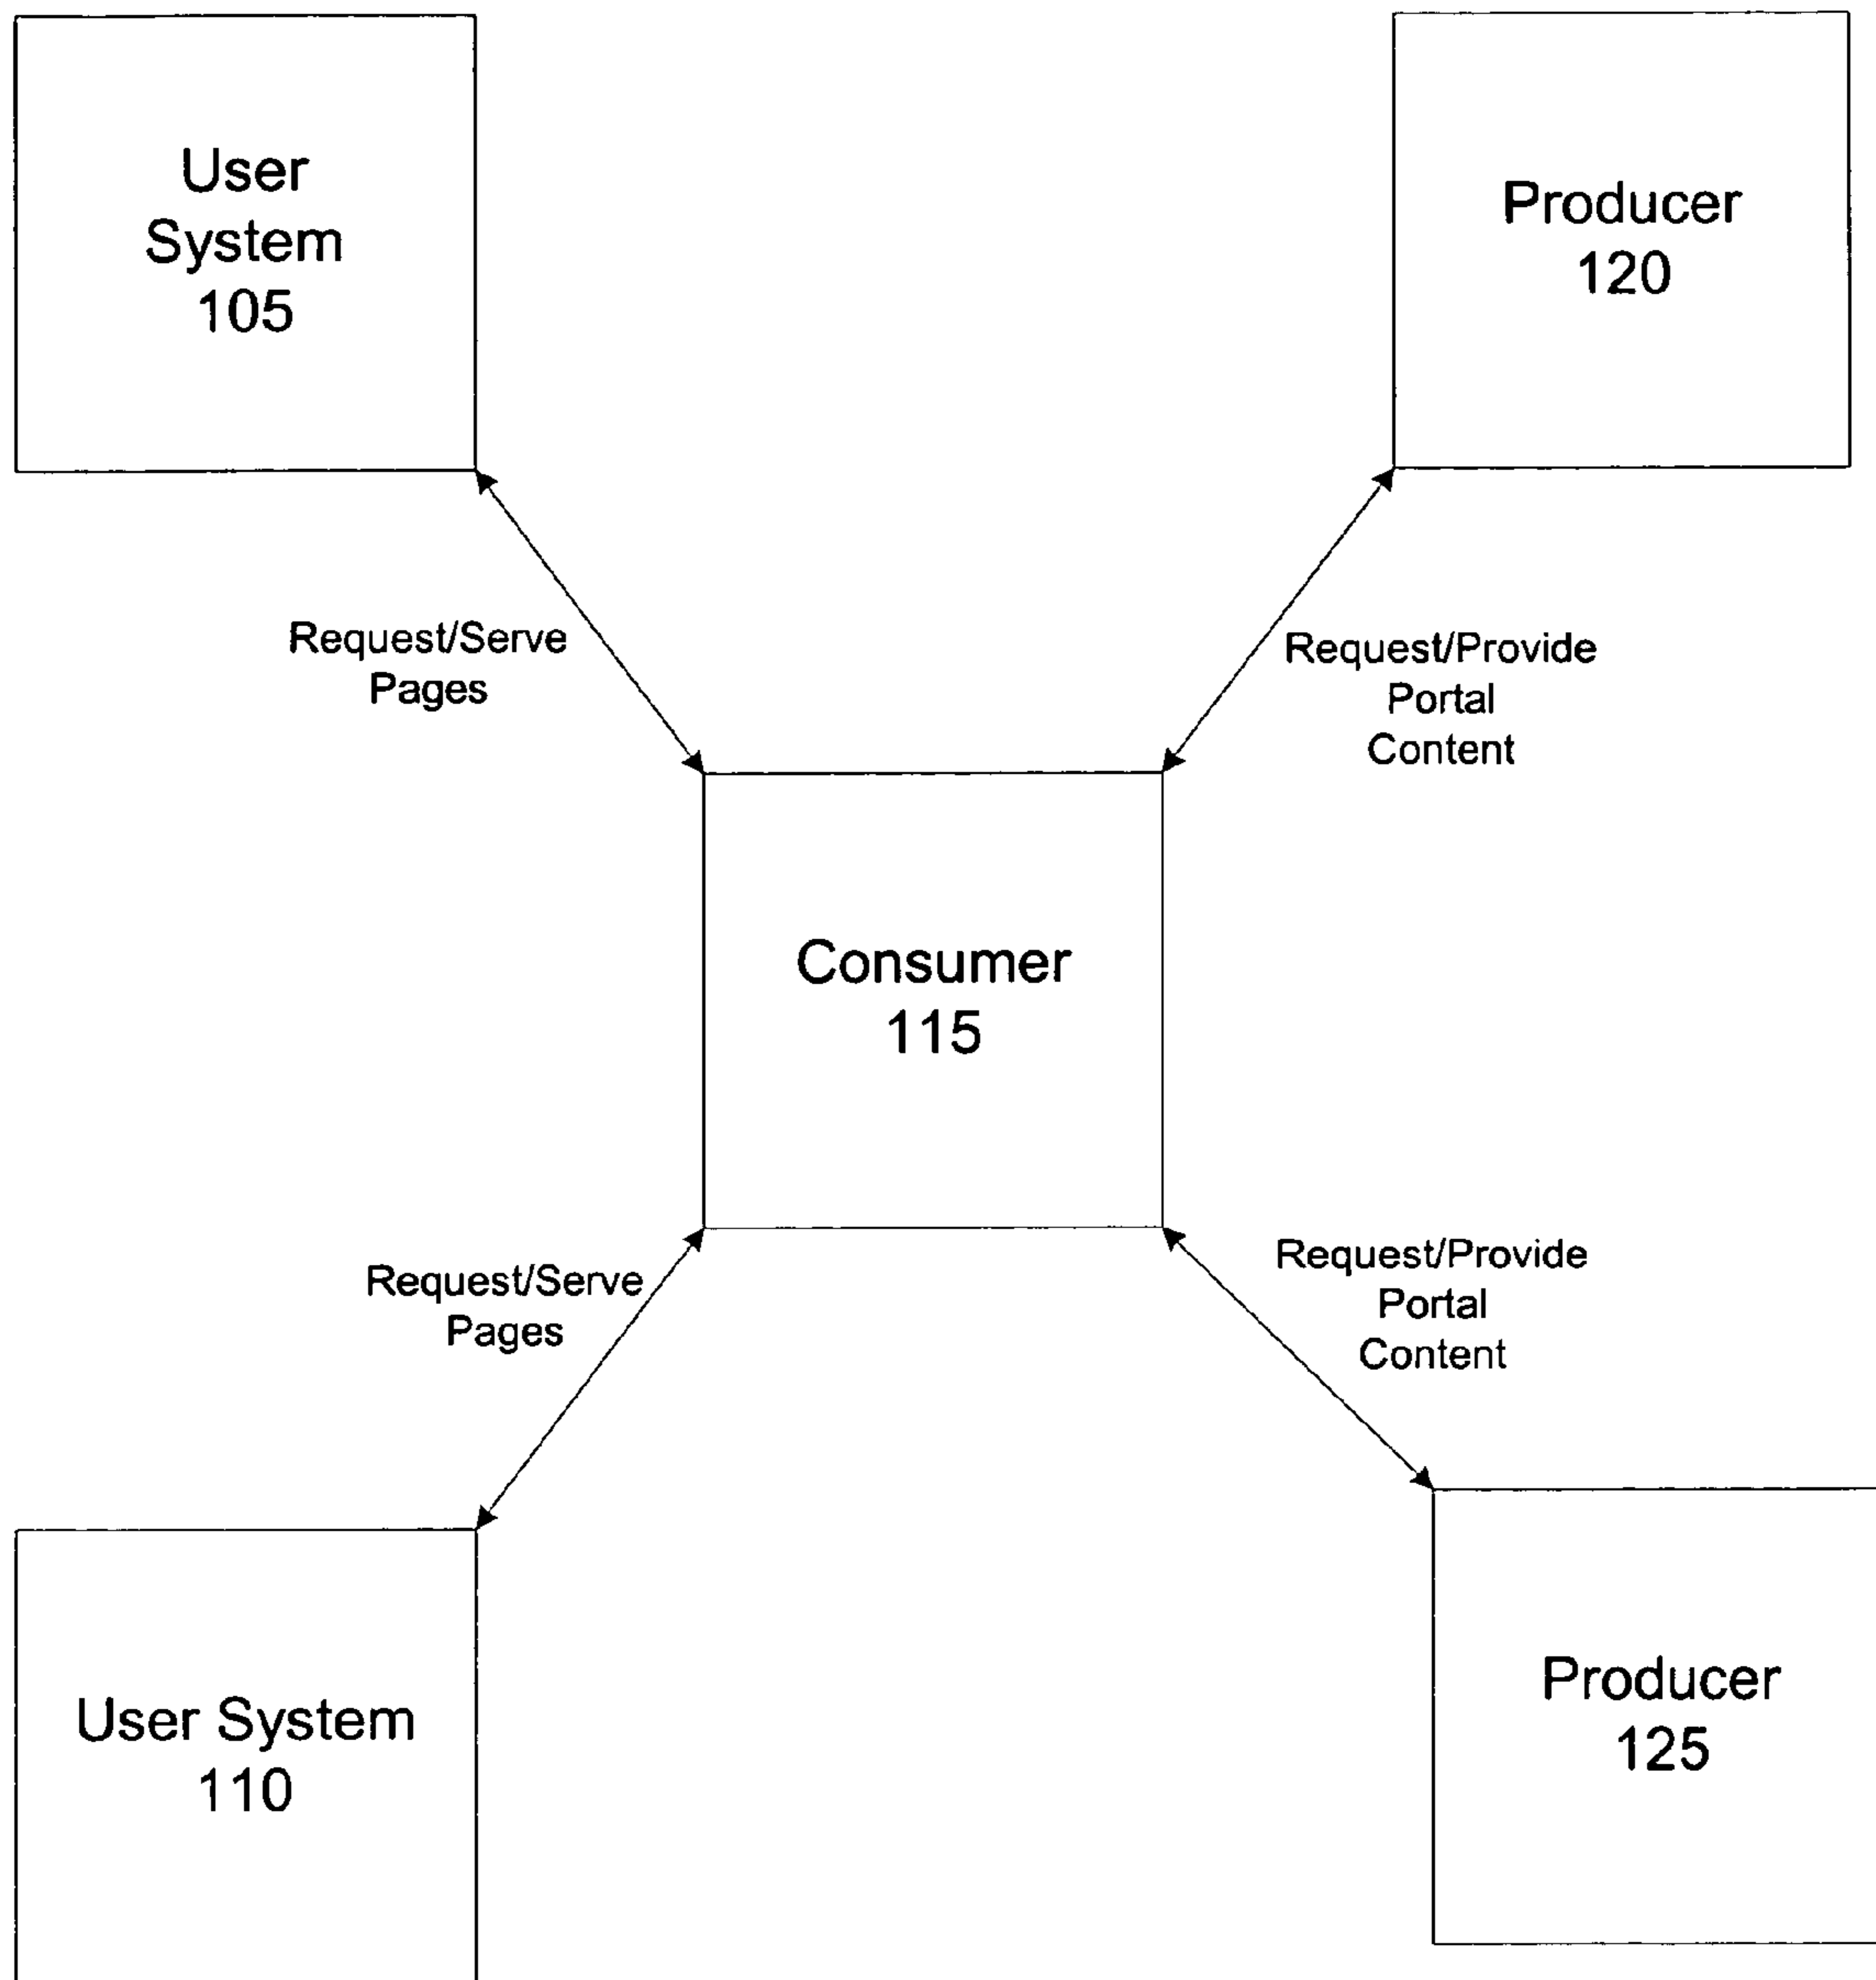 User
System
105
Producer
120
Request/Serve
Pages
Request/Provide
Portal
Content
Consumer
115
Request/Serve
Pages
Request/Provide
Portal
Content
User System
110
Producer
125